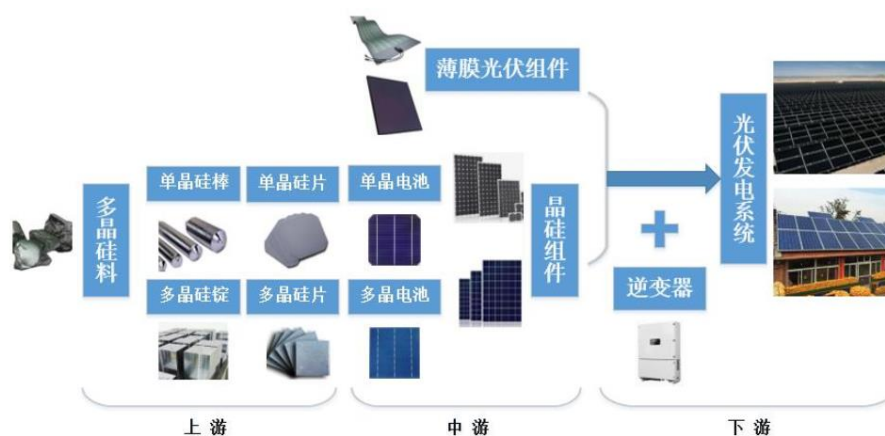 薄膜光伏组件
多晶硅料
单晶硅棒
单晶硅片
单晶电池
多晶硅锭
多晶硅片
多晶电池
晶硅组件
逆变器
光伏发电系统
上 游
中 游
下 游